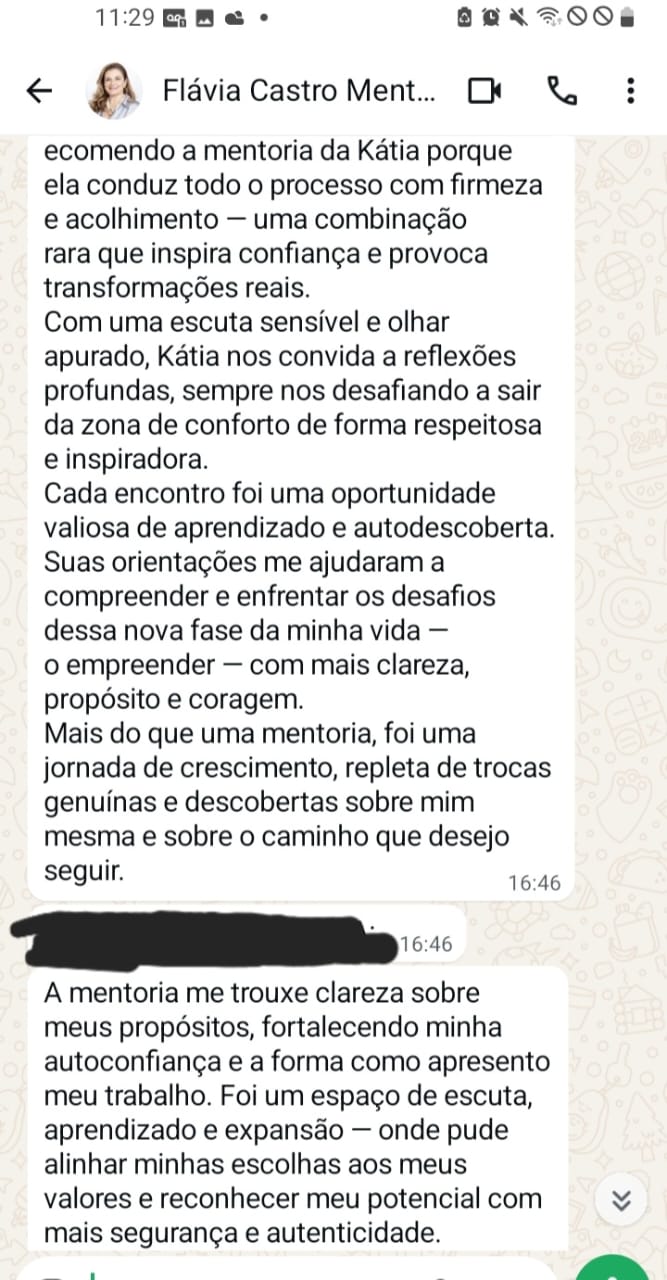 11:29
Flávia Castro Ment...
ecomendo a mentoria da Kátia porque
ela conduz todo o processo com firmeza
e acolhimento — uma combinação
rara que inspira confiança e provoca
transformações reais.
Com uma escuta sensível e olhar
apurado, Kátia nos convida a reflexões
profundas, sempre nos desafiando a sair
da zona de conforto de forma respeitosa
e inspiradora.
Cada encontro foi uma oportunidade
valiosa de aprendizado e autodescoberta.
Suas orientações me ajudaram a
compreender e enfrentar os desafios
dessa nova fase da minha vida —
o empreender — com mais clareza,
propósito e coragem.
Mais do que uma mentoria, foi uma
jornada de crescimento, repleta de trocas
genuínas e descobertas sobre mim
mesma e sobre o caminho que desejo
seguir.
16:46
16:46
A mentoria me trouxe clareza sobre
meus propósitos, fortalecendo minha
autoconfiança e a forma como apresento
meu trabalho. Foi um espaço de escuta,
aprendizado e expansão — onde pude
alinhar minhas escolhas aos meus
valores e reconhecer meu potencial com
mais segurança e autenticidade.